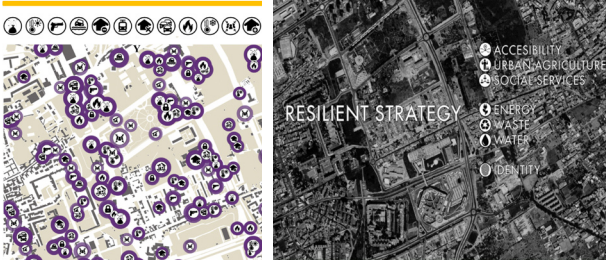 ACCESIBILITY
URBAN AGRICULTURE
SOCIAL SERVICES
RESILIENT STRATEGY
ENERGY
WASTE
WATER
IDENTITY